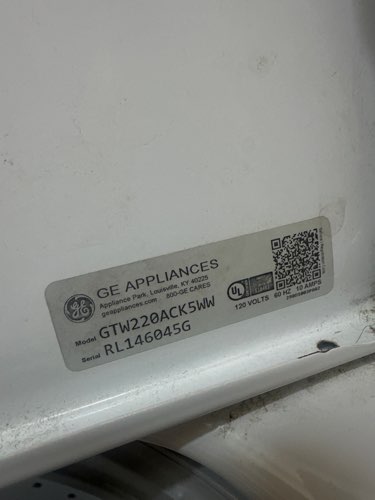 GE APPLIANCES
Appliance Park, Louisville, KY 40225
geappliances.com 800-GE CARES
Model GTW220ACK5WW
Serial RL146045G
UL
120 VOLTS 60 HZ 10 AMPS